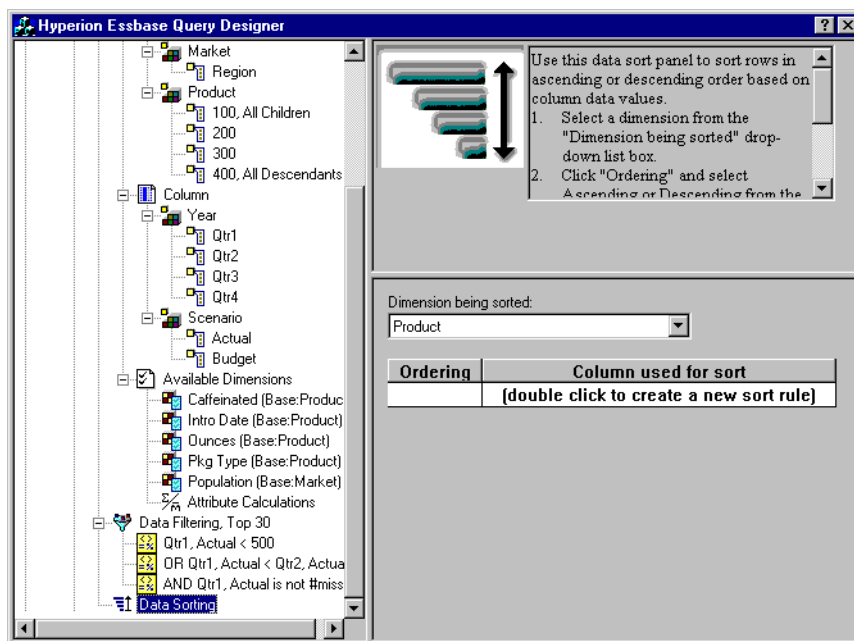 Hyperion Essbase Query Designer
Market
Region
Product
100, All Children
200
300
400, All Descendants
Column
Year
Qtr1
Qtr2
Qtr3
Qtr4
Scenario
Actual
Budget
Available Dimensions
Caffeinated (Base:Produc
Intro Date (Base:Product)
Ounces (Base:Product)
Pkg Type (Base:Product)
Population (Base:Market)
Attribute Calculations
Data Filtering, Top 30
Qtr1, Actual < 500
OR Qtr1, Actual < Qtr2, Actua
AND Qtr1, Actual is not #miss
Data Sorting
Use this data sort panel to sort rows in
ascending or descending order based on
column data values.
1. Select a dimension from the
"Dimension being sorted" drop-
down list box.
2. Click "Ordering" and select
Ascending or Descending from the
Dimension being sorted:
Product
Ordering Column used for sort
(double click to create a new sort rule)